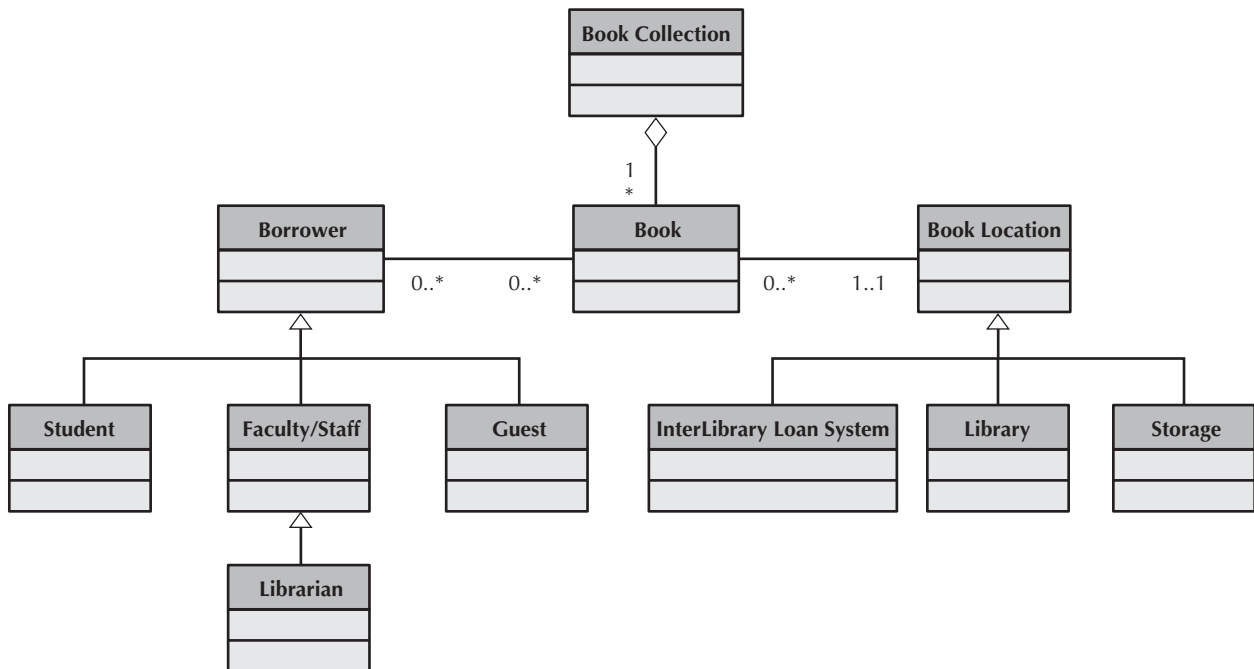 Book Collection
1
*
Borrower
Book
Book Location
0..*
0..*
0..*
1..1
Student
Faculty/Staff
Guest
InterLibrary Loan System
Library
Storage
Librarian